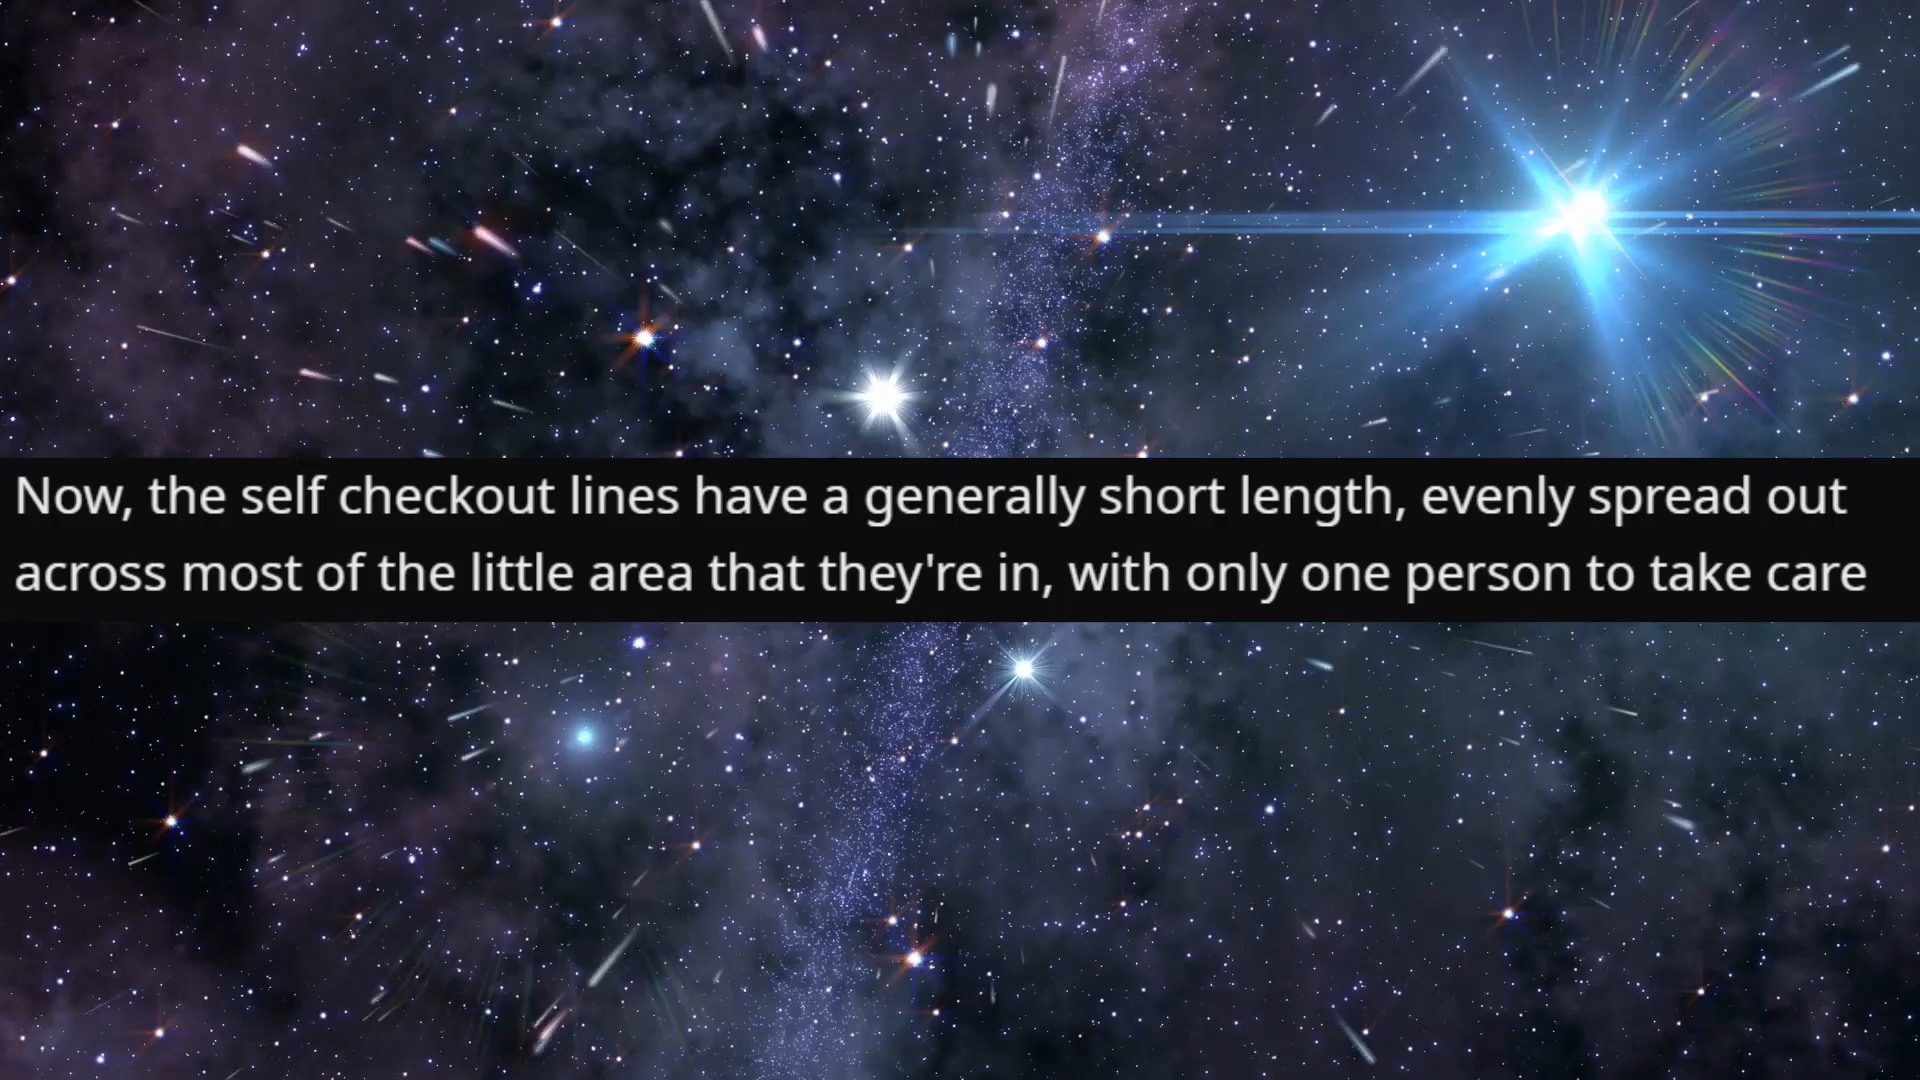 Now, the self checkout lines have a generally short length, evenly spread out
across most of the little area that they're in, with only one person to take care